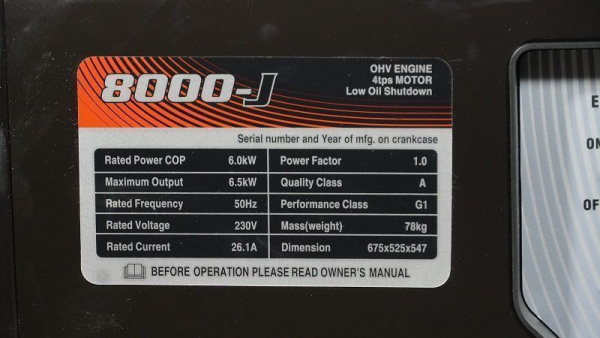 8000-J
OHV ENGINE
4tps MOTOR
Low Oil Shutdown
Serial number and Year of mfg. on crankcase
Rated Power COP 6.0kW Power Factor 1.0
Maximum Output 6.5kW Quality Class A
Rated Frequency 50Hz Performance Class G1
Rated Voltage 230V Mass(weight) 78kg
Rated Current 26.1A Dimension 675x525x547
BEFORE OPERATION PLEASE READ OWNER'S MANUAL
E
ON
OF